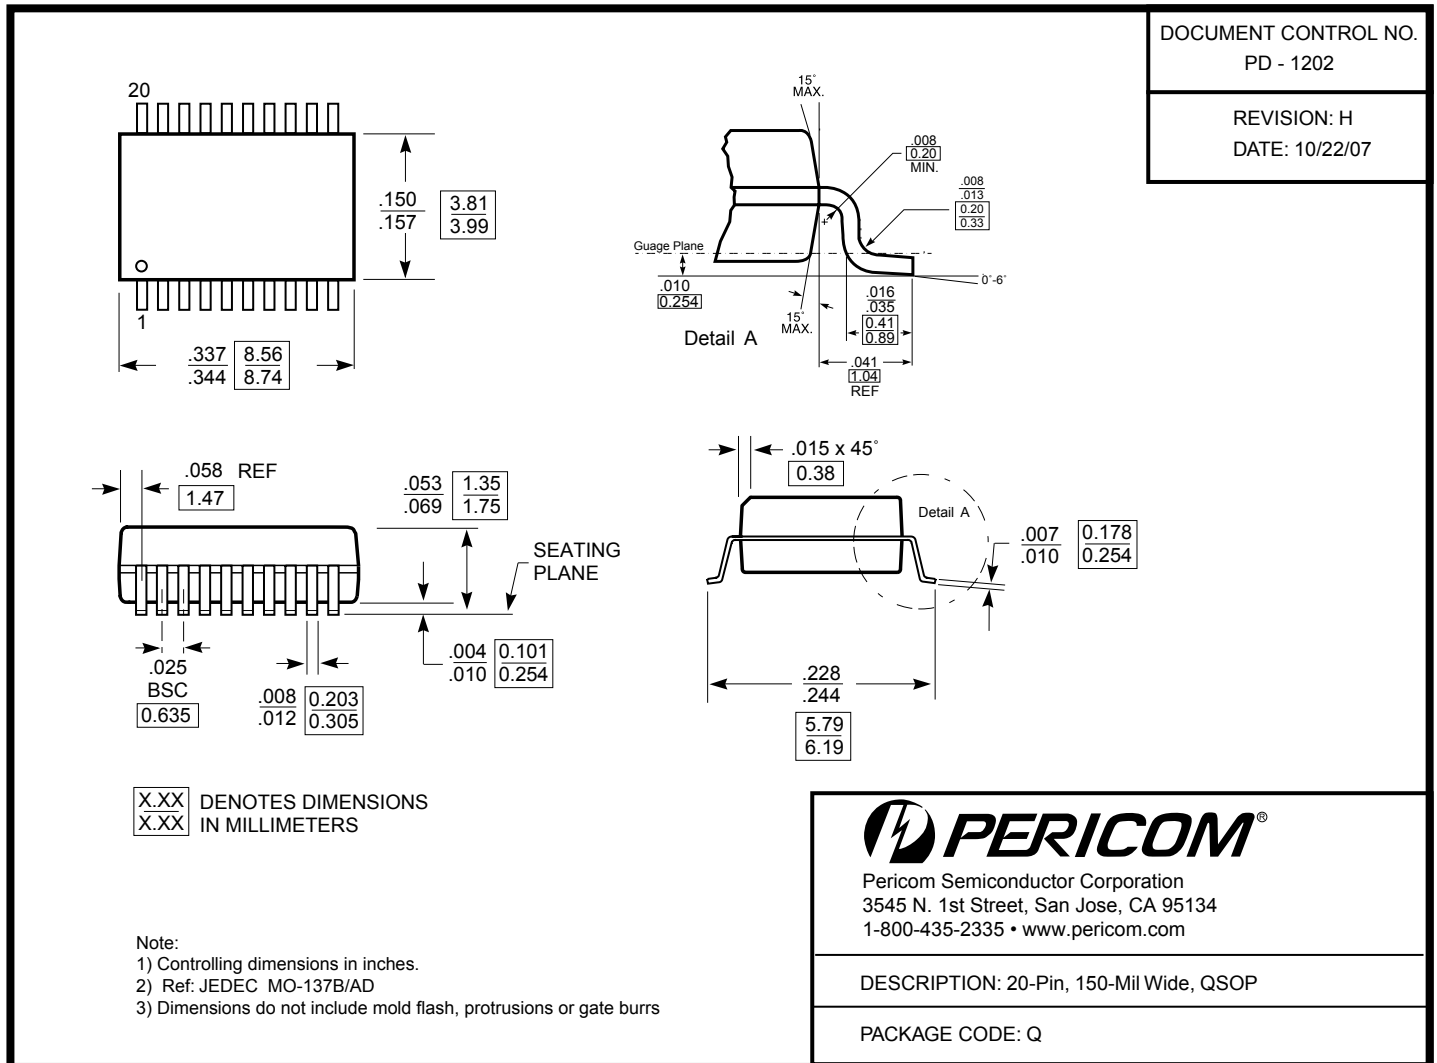 DOCUMENT CONTROL NO.
PD - 1202
REVISION: H
DATE: 10/22/07
20
1
.150
.157
3.81
3.99
.337
.344
8.56
8.74
15°
MAX.
.008
0.20
MIN.
.008
.013
0.20
0.33
Guage Plane
.010
0.254
0°-6°
15°
MAX.
.016
.035
0.41
0.89
.041
1.04
REF
Detail A
.058 REF
1.47
.053
.069
1.35
1.75
SEATING
PLANE
.004
.010
0.101
0.254
.025
BSC
0.635
.008
.012
0.203
0.305
.015 x 45°
0.38
Detail A
.007
.010
0.178
0.254
.228
.244
5.79
6.19
X.XX
X.XX
DENOTES DIMENSIONS
IN MILLIMETERS
Note:
1) Controlling dimensions in inches.
2) Ref: JEDEC MO-137B/AD
3) Dimensions do not include mold flash, protrusions or gate burrs
PERICOM®
Pericom Semiconductor Corporation
3545 N. 1st Street, San Jose, CA 95134
1-800-435-2335 • www.pericom.com
DESCRIPTION: 20-Pin, 150-Mil Wide, QSOP
PACKAGE CODE: Q